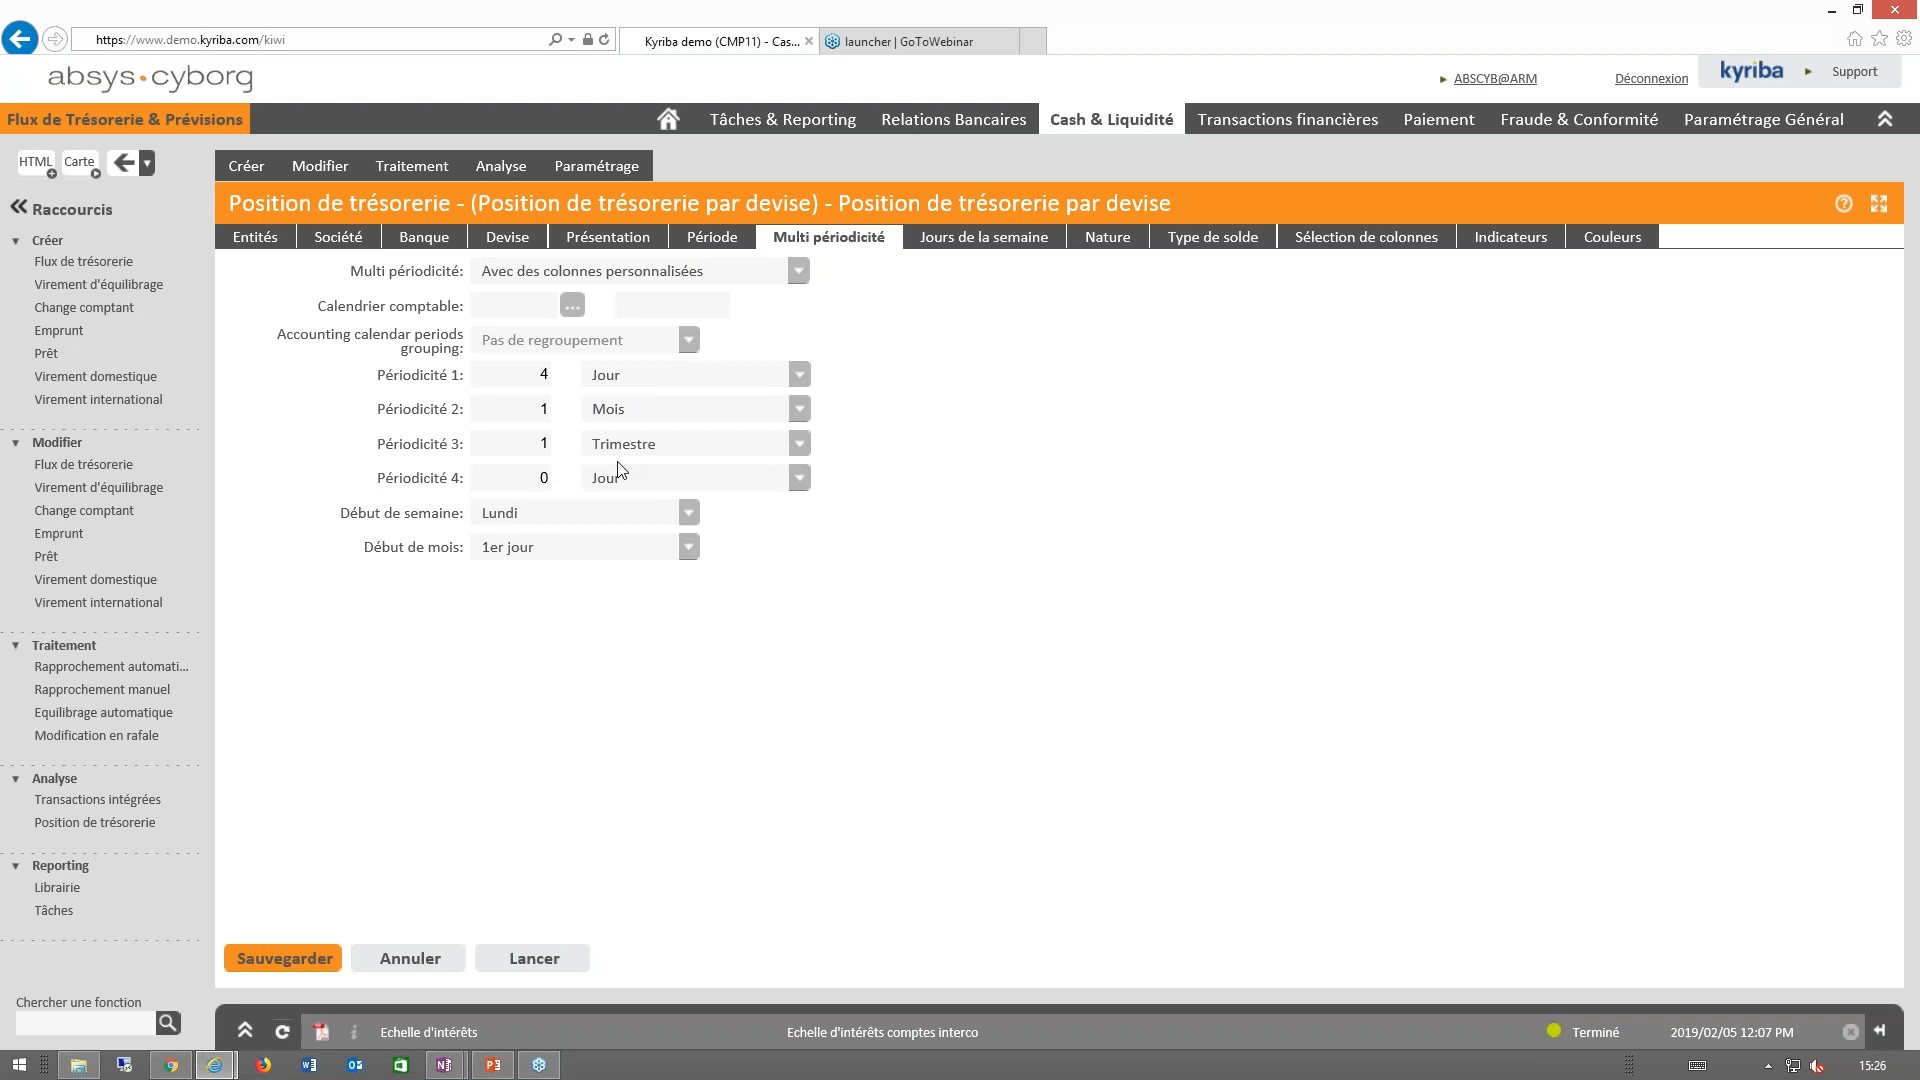 https://www.demo.kyriba.com/kiwi
Kyriba demo (CMP11) - Cas...
launcher | GoToWebinar
absys cyborg
ABSCYB@ARM
Déconnexion
kyriba
Support
Flux de Trésorerie & Prévisions
Tâches & Reporting
Relations Bancaires
Cash & Liquidité
Transactions financières
Paiement
Fraude & Conformité
Paramétrage Général
HTML
Carte
Créer
Modifier
Traitement
Analyse
Paramétrage
Raccourcis
Créer
Flux de trésorerie
Virement d'équilibrage
Change comptant
Emprunt
Prêt
Virement domestique
Virement international
Modifier
Flux de trésorerie
Virement d'équilibrage
Change comptant
Emprunt
Prêt
Virement domestique
Virement international
Traitement
Rapprochement automati...
Rapprochement manuel
Equilibrage automatique
Modification en rafale
Analyse
Transactions intégrées
Position de trésorerie
Reporting
Librairie
Tâches
Chercher une fonction
Position de trésorerie - (Position de trésorerie par devise) - Position de trésorerie par devise
Entités
Société
Banque
Devise
Présentation
Période
Multi périodicité
Jours de la semaine
Nature
Type de solde
Sélection de colonnes
Indicateurs
Couleurs
Multi périodicité: Avec des colonnes personnalisées
Calendrier comptable: ...
Accounting calendar periods
grouping: Pas de regroupement
Périodicité 1: 4 Jour
Périodicité 2: 1 Mois
Périodicité 3: 1 Trimestre
Périodicité 4: 0 Jour
Début de semaine: Lundi
Début de mois: 1er jour
Sauvegarder
Annuler
Lancer
Echelle d'intérêts
Echelle d'intérêts comptes interco
Terminé
2019/02/05 12:07 PM
15:26